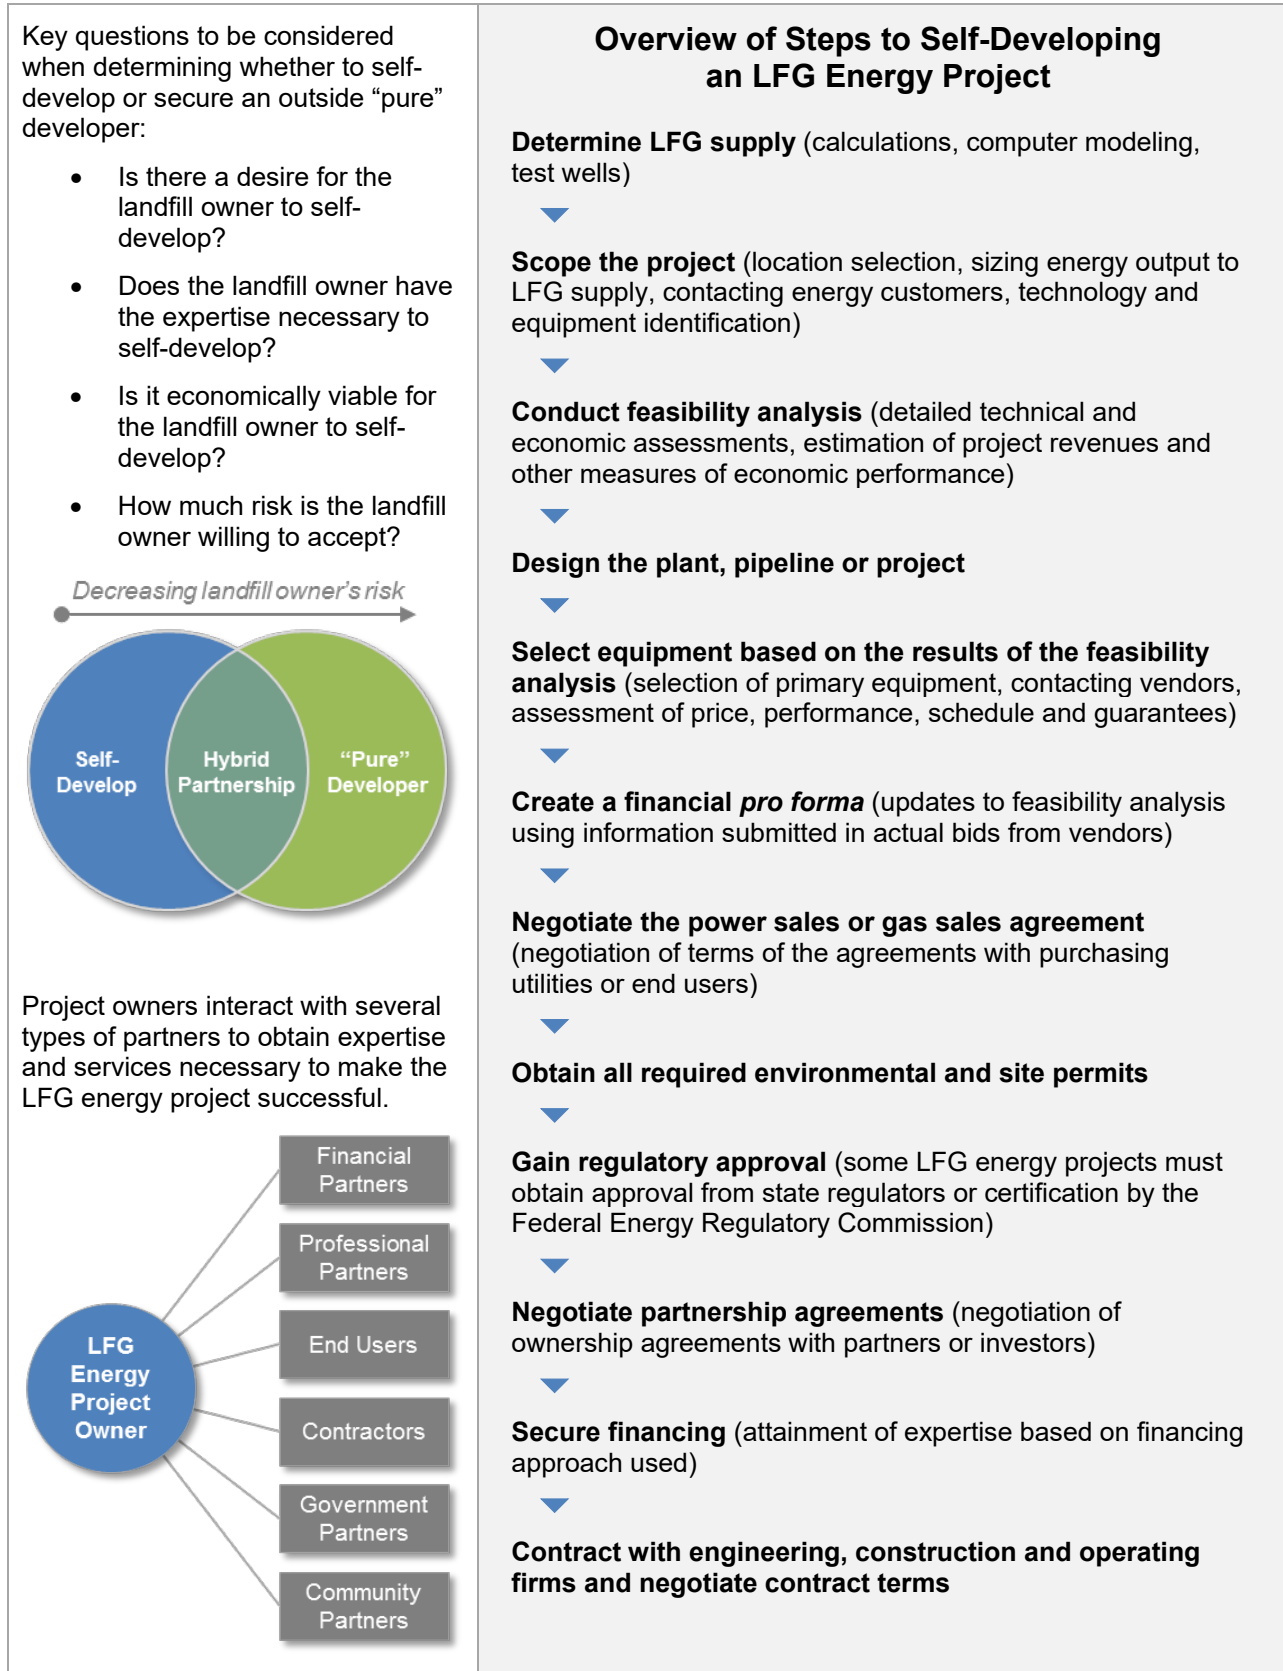 Key questions to be considered
when determining whether to self-
develop or secure an outside “pure”
developer:
• Is there a desire for the
landfill owner to self-
develop?
• Does the landfill owner have
the expertise necessary to
self-develop?
• Is it economically viable for
the landfill owner to self-
develop?
• How much risk is the landfill
owner willing to accept?
Decreasing landfill owner's risk
Self-
Develop
Hybrid
Partnership
“Pure”
Developer
Project owners interact with several
types of partners to obtain expertise
and services necessary to make the
LFG energy project successful.
LFG
Energy
Project
Owner
Financial
Partners
Professional
Partners
End Users
Contractors
Government
Partners
Community
Partners
Overview of Steps to Self-Developing
an LFG Energy Project
Determine LFG supply (calculations, computer modeling,
test wells)
Scope the project (location selection, sizing energy output to
LFG supply, contacting energy customers, technology and
equipment identification)
Conduct feasibility analysis (detailed technical and
economic assessments, estimation of project revenues and
other measures of economic performance)
Design the plant, pipeline or project
Select equipment based on the results of the feasibility
analysis (selection of primary equipment, contacting vendors,
assessment of price, performance, schedule and guarantees)
Create a financial pro forma (updates to feasibility analysis
using information submitted in actual bids from vendors)
Negotiate the power sales or gas sales agreement
(negotiation of terms of the agreements with purchasing
utilities or end users)
Obtain all required environmental and site permits
Gain regulatory approval (some LFG energy projects must
obtain approval from state regulators or certification by the
Federal Energy Regulatory Commission)
Negotiate partnership agreements (negotiation of
ownership agreements with partners or investors)
Secure financing (attainment of expertise based on financing
approach used)
Contract with engineering, construction and operating
firms and negotiate contract terms